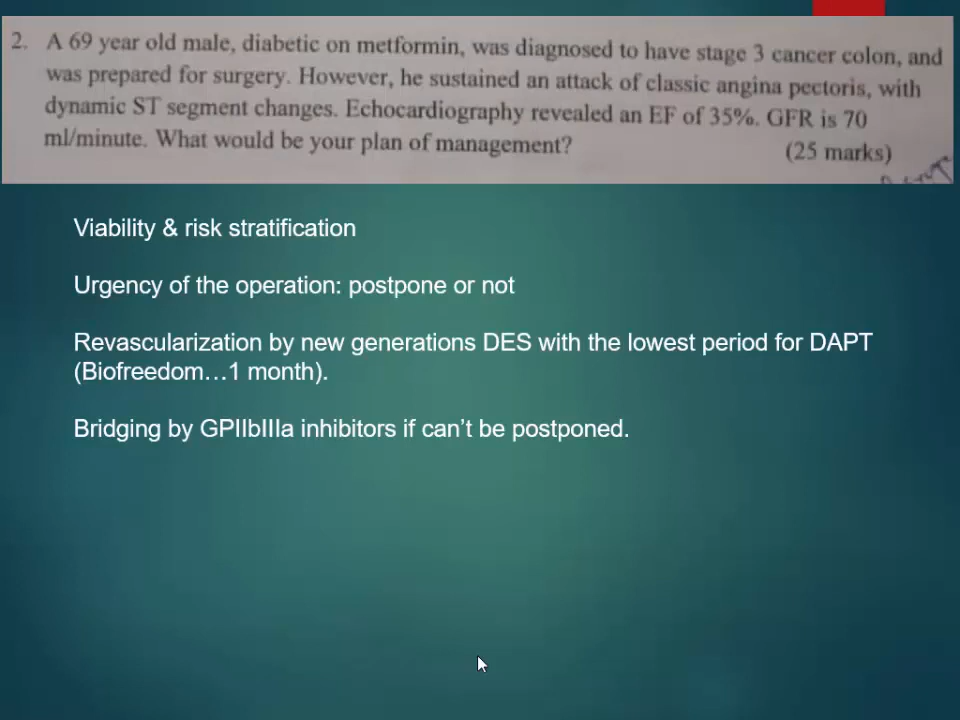 2. A 69 year old male, diabetic on metformin, was diagnosed to have stage 3 cancer colon, and
was prepared for surgery. However, he sustained an attack of classic angina pectoris, with
dynamic ST segment changes. Echocardiography revealed an EF of 35%. GFR is 70
ml/minute. What would be your plan of management?
(25 marks)
Viability & risk stratification
Urgency of the operation: postpone or not
Revascularization by new generations DES with the lowest period for DAPT
(Biofreedom…1 month).
Bridging by GPIIbIIIa inhibitors if can’t be postponed.